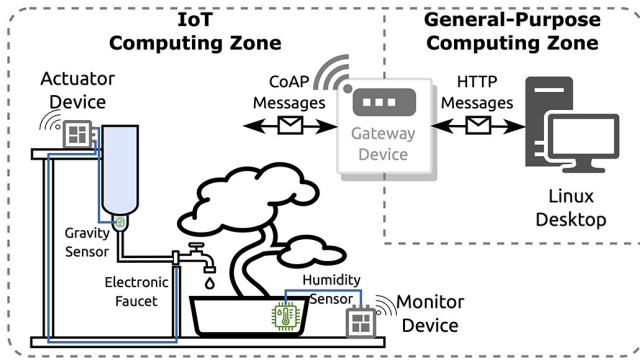 IoT
Computing Zone
General-Purpose
Computing Zone
Actuator
Device
CoAP
Messages
HTTP
Messages
Gateway
Device
Linux
Desktop
Gravity
Sensor
Electronic
Faucet
Humidity
Sensor
Monitor
Device